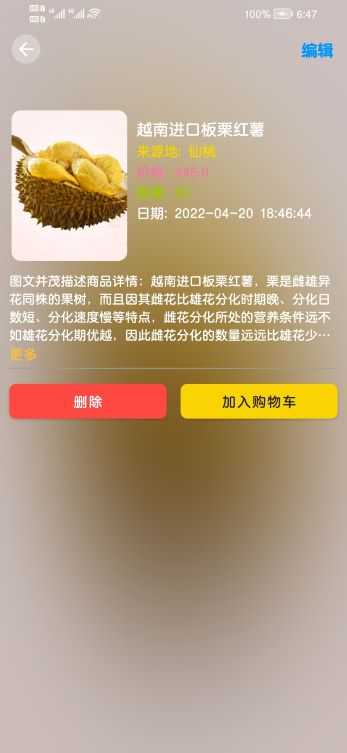 100% 6:47
编辑
越南进口板栗红薯
来源地: 仙桃
价格: ¥45.0
日期: 2022-04-20 18:46:44
图文并茂描述商品详情: 越南进口板栗红薯，栗是雌雄异
花同株的果树，而且因其雌花比雄花分化时期晚、分化日
数短、分化速度慢等特点，雌花分化所处的营养条件远不
如雄花分化期优越，因此雌花分化的数量远远比雄花少…
更多
删除
加入购物车